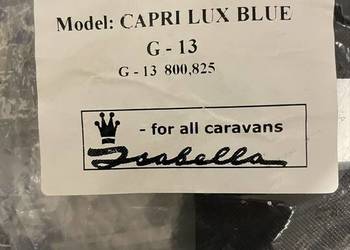 Model: CAPRI LUX BLUE
G - 13
G - 13 800,825
- for all caravans
Isabella